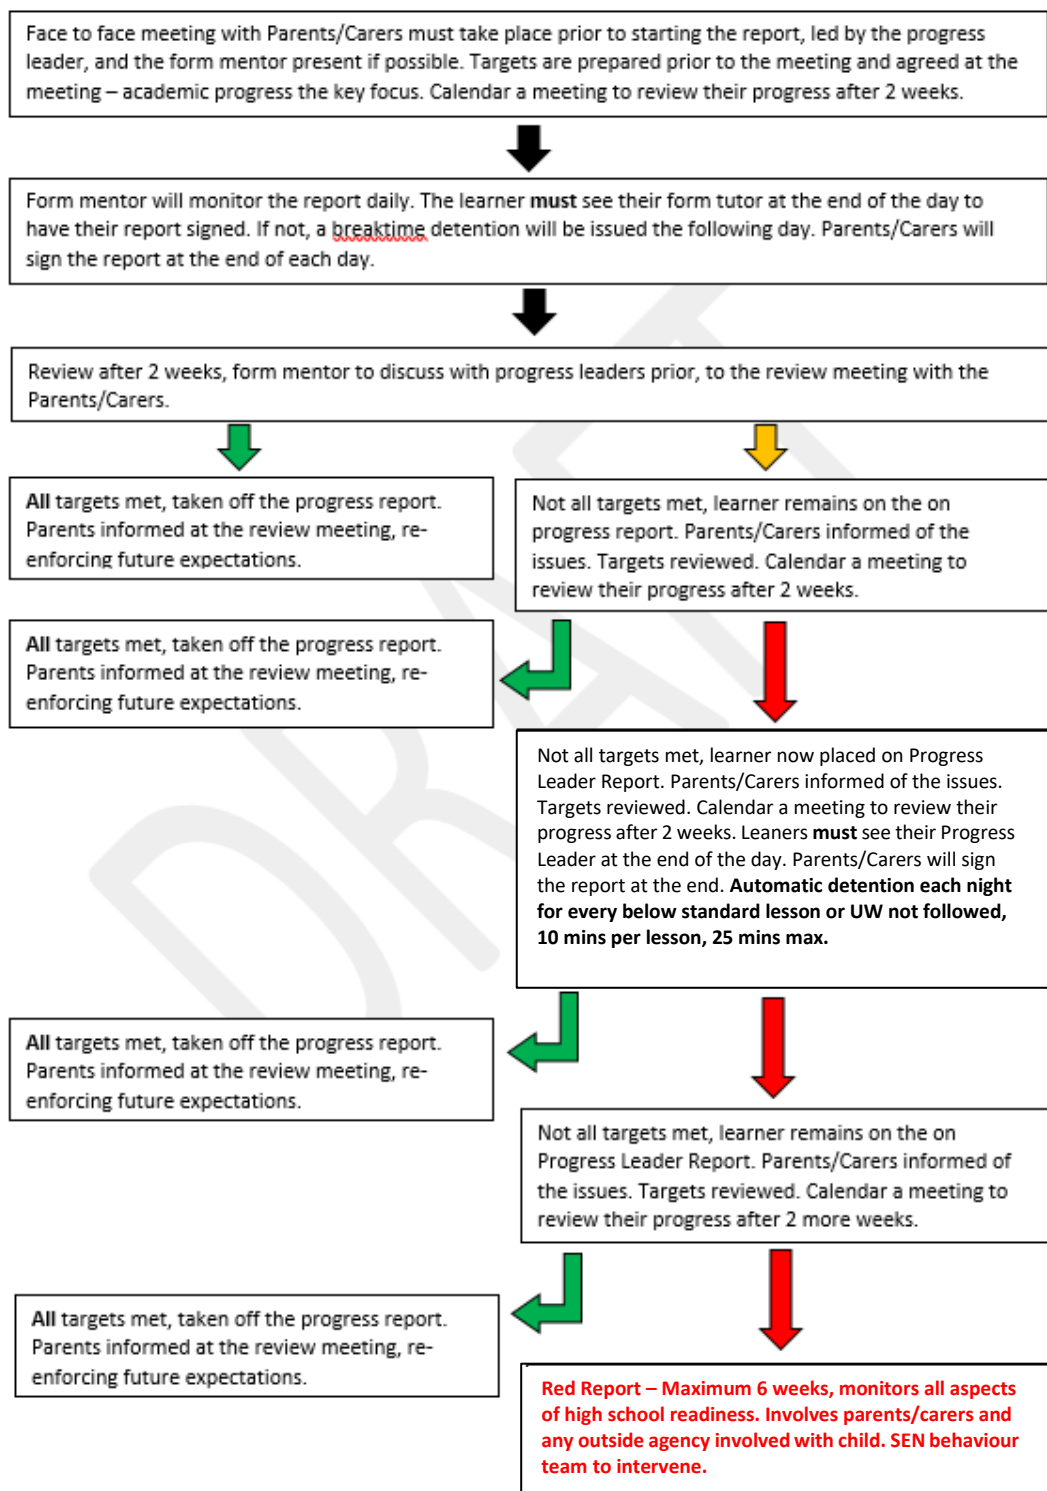 Face to face meeting with Parents/Carers must take place prior to starting the report, led by the progress
leader, and the form mentor present if possible. Targets are prepared prior to the meeting and agreed at the
meeting – academic progress the key focus. Calendar a meeting to review their progress after 2 weeks.
Form mentor will monitor the report daily. The learner must see their form tutor at the end of the day to
have their report signed. If not, a breaktime detention will be issued the following day. Parents/Carers will
sign the report at the end of each day.
Review after 2 weeks, form mentor to discuss with progress leaders prior, to the review meeting with the
Parents/Carers.
All targets met, taken off the progress report.
Parents informed at the review meeting, re-
enforcing future expectations.
Not all targets met, learner remains on the on
progress report. Parents/Carers informed of the
issues. Targets reviewed. Calendar a meeting to
review their progress after 2 weeks.
All targets met, taken off the progress report.
Parents informed at the review meeting, re-
enforcing future expectations.
Not all targets met, learner now placed on Progress
Leader Report. Parents/Carers informed of the issues.
Targets reviewed. Calendar a meeting to review their
progress after 2 weeks. Leaners must see their Progress
Leader at the end of the day. Parents/Carers will sign
the report at the end. Automatic detention each night
for every below standard lesson or UW not followed,
10 mins per lesson, 25 mins max.
All targets met, taken off the progress report.
Parents informed at the review meeting, re-
enforcing future expectations.
Not all targets met, learner remains on the on
Progress Leader Report. Parents/Carers informed of
the issues. Targets reviewed. Calendar a meeting to
review their progress after 2 more weeks.
All targets met, taken off the progress report.
Parents informed at the review meeting, re-
enforcing future expectations.
Red Report – Maximum 6 weeks, monitors all aspects
of high school readiness. Involves parents/carers and
any outside agency involved with child. SEN behaviour
team to intervene.
DRAFT